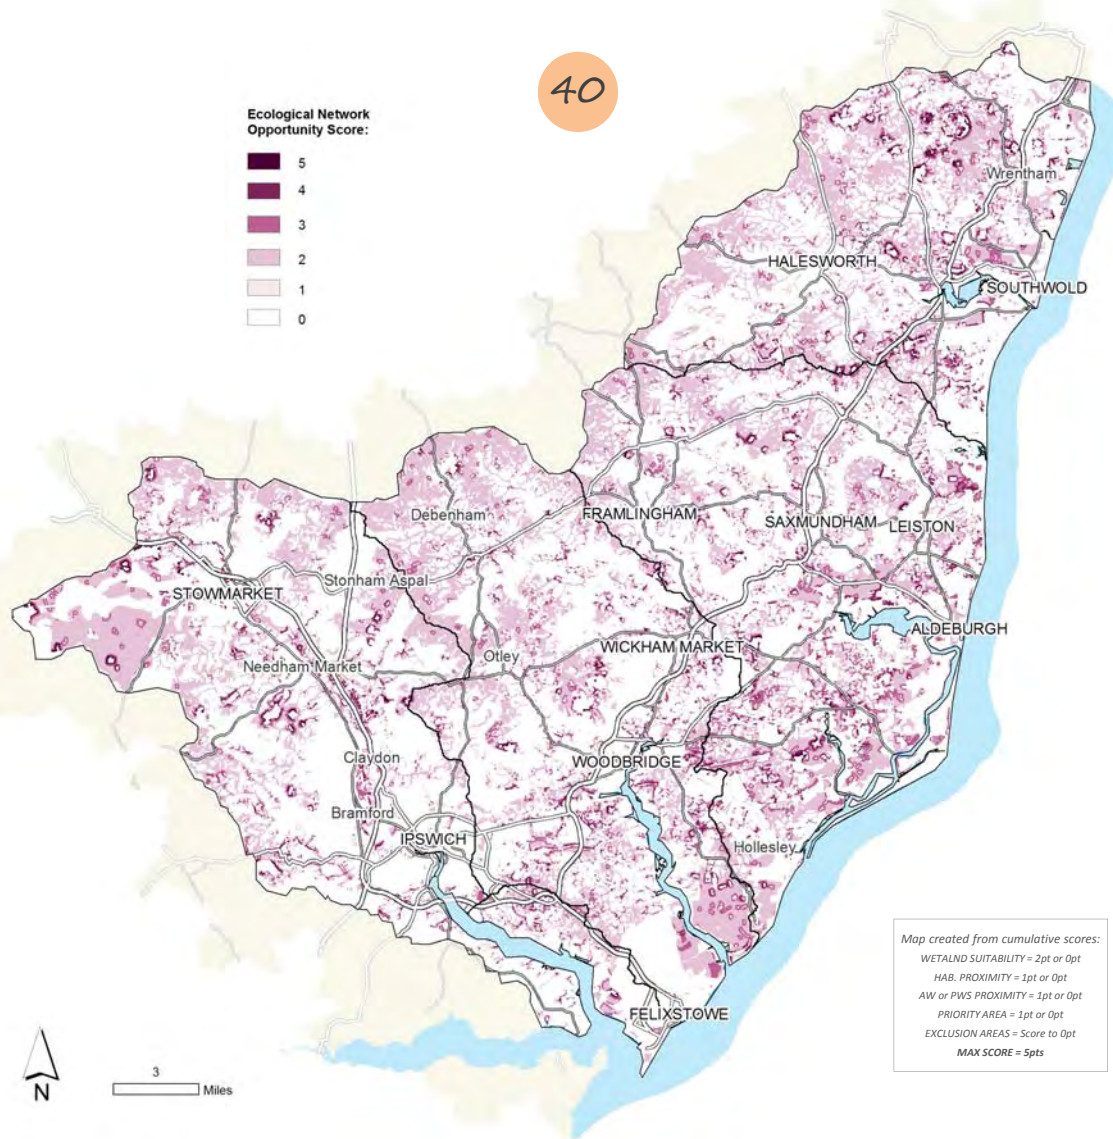 40
Ecological Network
Opportunity Score:
5
4
3
2
1
0
Wrentham
HALESWORTH
SOUTHWOLD
Debenham
FRAMLINGHAM
SAXMUNDHAM
LEISTON
Stonham Aspal
STOWMARKET
ALDEBURGH
WICKHAM MARKET
Otley
Needham Market
Claydon
WOODBRIDGE
Bramford
IPSWICH
Hollesley
FELIXSTOWE
Map created from cumulative scores:
WETALND SUITABILITY = 2pt or 0pt
HAB. PROXIMITY = 1pt or 0pt
AW or PWS PROXIMITY = 1pt or 0pt
PRIORITY AREA = 1pt or 0pt
EXCLUSION AREAS = Score to 0pt
MAX SCORE = 5pts
N
3
Miles